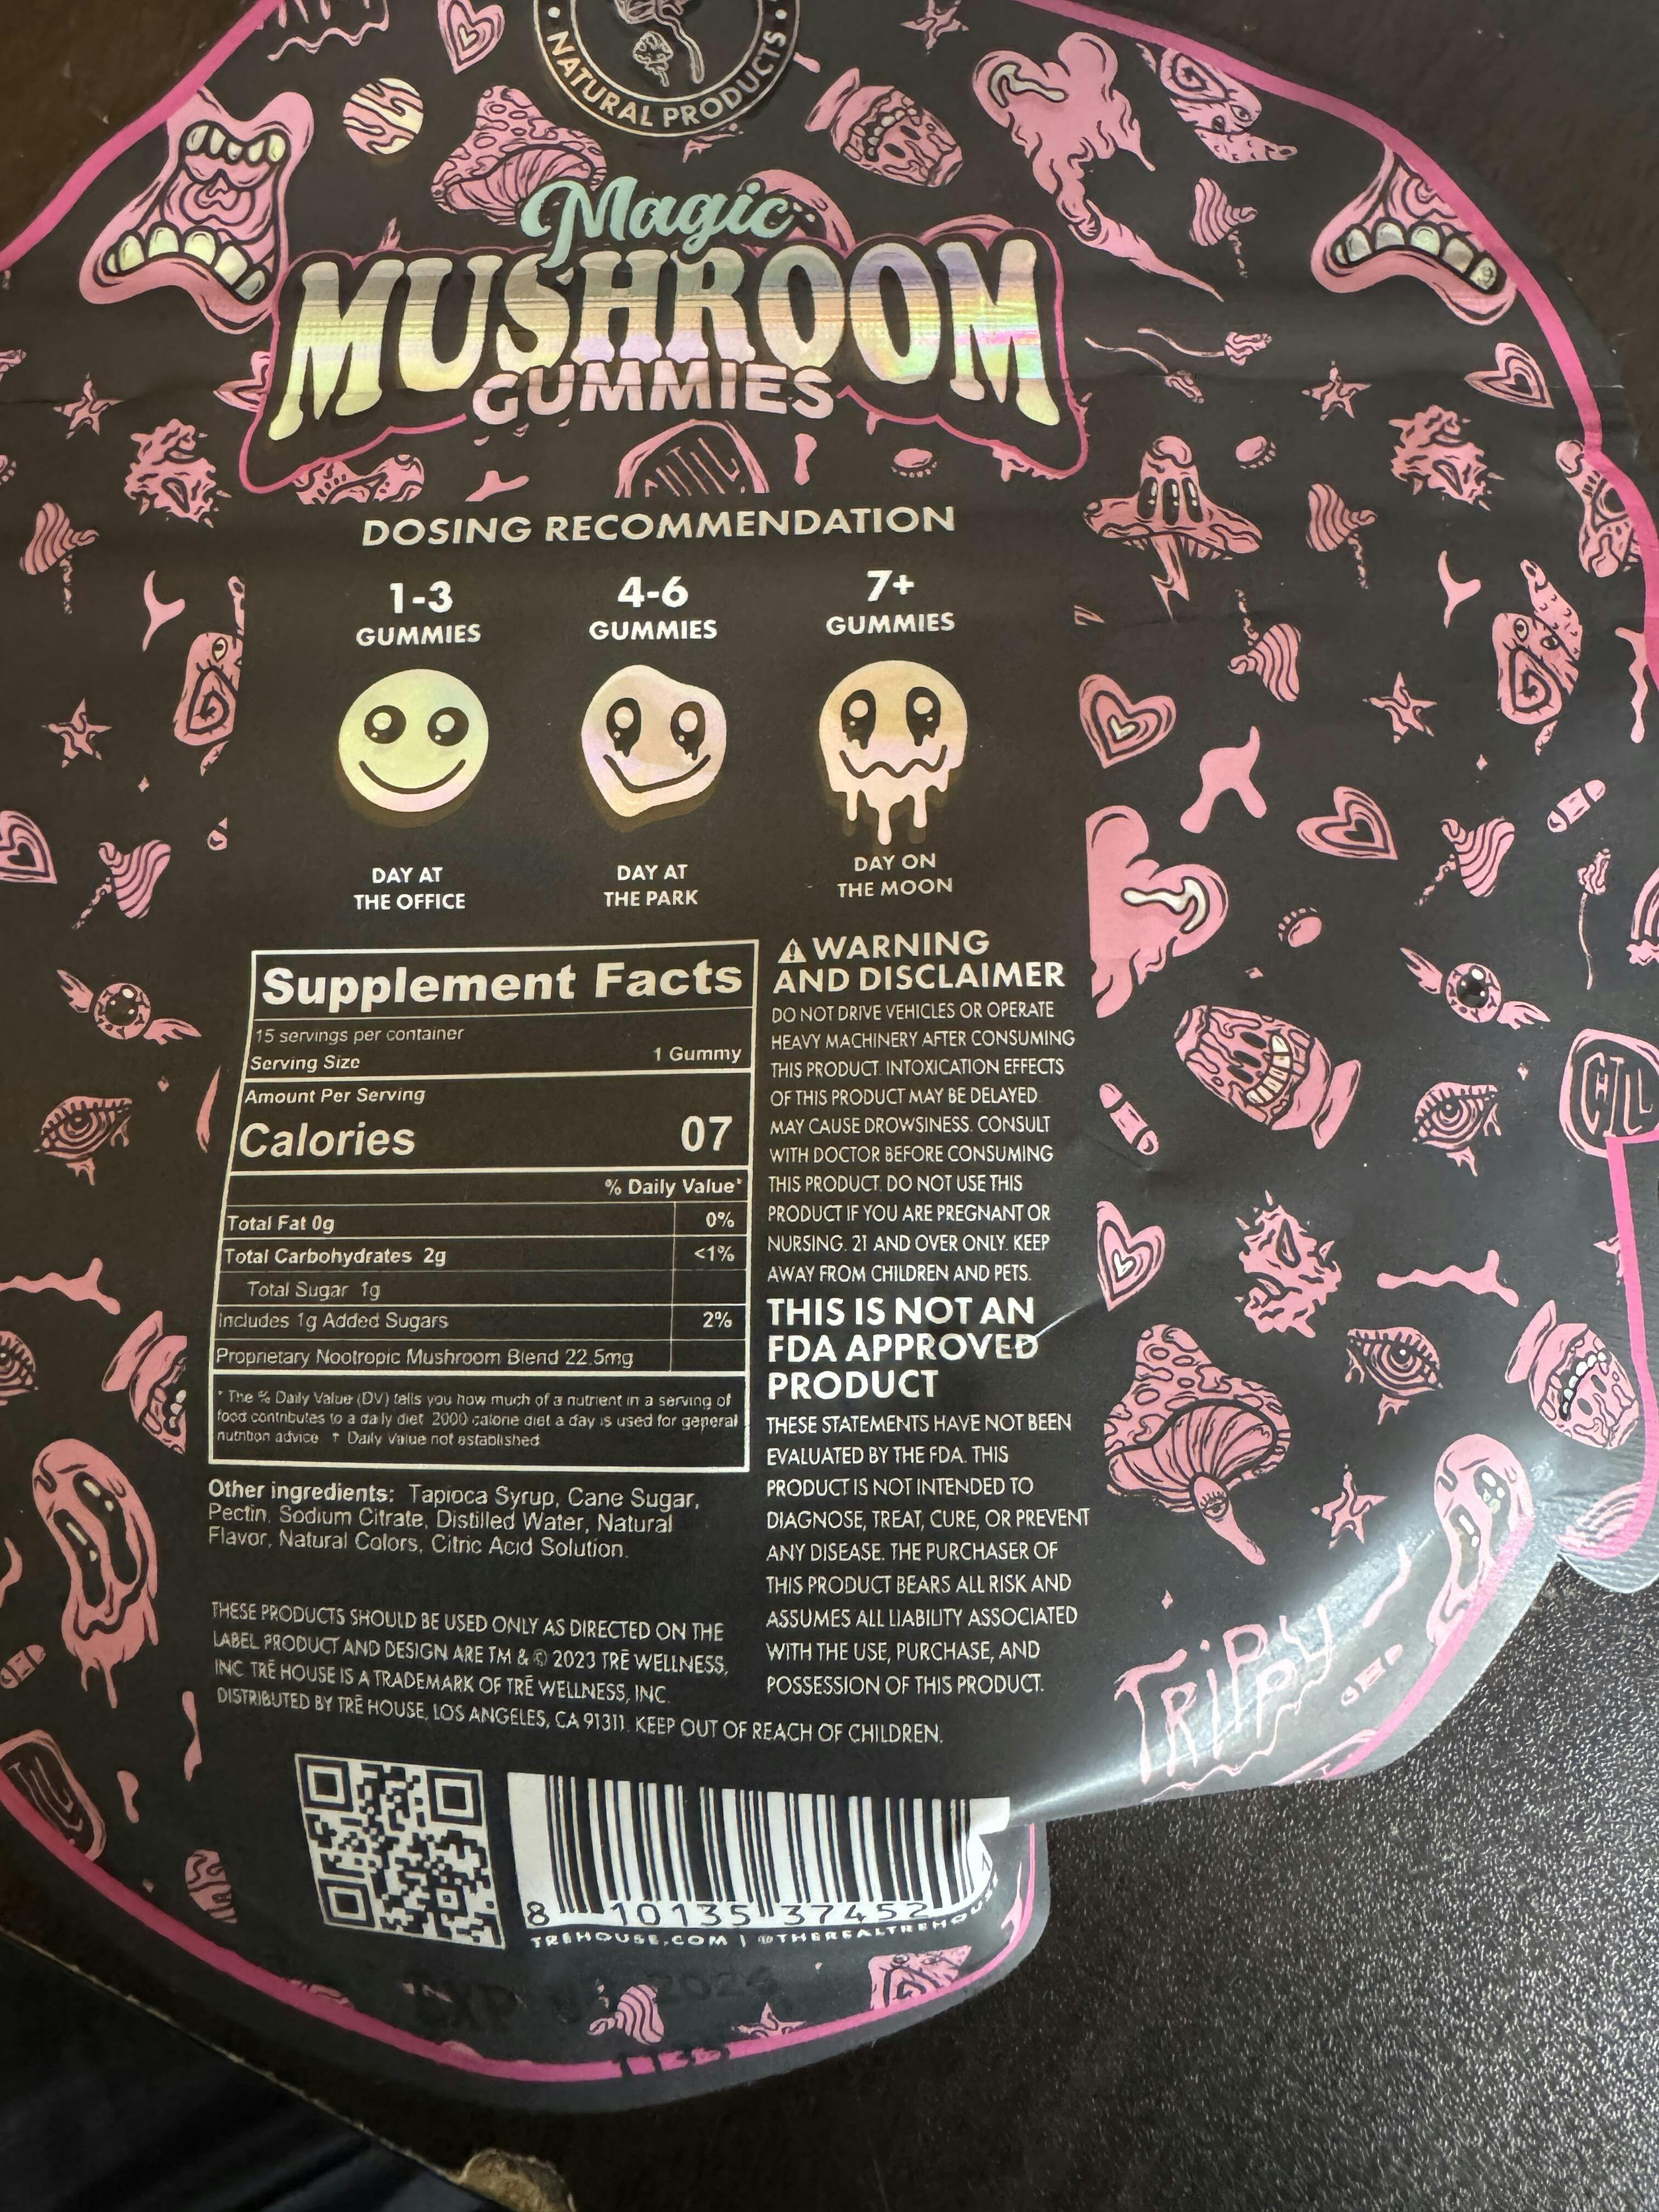 NATURAL PRODUCTS
Magic
MUSHROOM
GUMMIES
DOSING RECOMMENDATION
1-3
GUMMIES
4-6
GUMMIES
7+
GUMMIES
DAY AT
THE OFFICE
DAY AT
THE PARK
DAY ON
THE MOON
Supplement Facts
15 servings per container
Serving Size 1 Gummy
Amount Per Serving
Calories 07
% Daily Value*
Total Fat 0g 0%
Total Carbohydrates 2g <1%
Total Sugar 1g
Includes 1g Added Sugars 2%
Proprietary Nootropic Mushroom Blend 22.5mg
* The % Daily Value (DV) tells you how much of a nutrient in a serving of
food contributes to a daily diet 2000 calorie diet a day is used for general
nutrition advice. † Daily Value not established
Other ingredients: Tapioca Syrup, Cane Sugar,
Pectin, Sodium Citrate, Distilled Water, Natural
Flavor, Natural Colors, Citric Acid Solution.
⚠ WARNING
AND DISCLAIMER
DO NOT DRIVE VEHICLES OR OPERATE
HEAVY MACHINERY AFTER CONSUMING
THIS PRODUCT. INTOXICATION EFFECTS
OF THIS PRODUCT MAY BE DELAYED.
MAY CAUSE DROWSINESS. CONSULT
WITH DOCTOR BEFORE CONSUMING
THIS PRODUCT. DO NOT USE THIS
PRODUCT IF YOU ARE PREGNANT OR
NURSING. 21 AND OVER ONLY. KEEP
AWAY FROM CHILDREN AND PETS.
THIS IS NOT AN
FDA APPROVED
PRODUCT
THESE STATEMENTS HAVE NOT BEEN
EVALUATED BY THE FDA. THIS
PRODUCT IS NOT INTENDED TO
DIAGNOSE, TREAT, CURE, OR PREVENT
ANY DISEASE. THE PURCHASER OF
THIS PRODUCT BEARS ALL RISK AND
ASSUMES ALL LIABILITY ASSOCIATED
WITH THE USE, PURCHASE, AND
POSSESSION OF THIS PRODUCT.
THESE PRODUCTS SHOULD BE USED ONLY AS DIRECTED ON THE
LABEL. PRODUCT AND DESIGN ARE TM & © 2023 TRĒ WELLNESS,
INC. TRĒ HOUSE IS A TRADEMARK OF TRĒ WELLNESS, INC.
DISTRIBUTED BY TRĒ HOUSE, LOS ANGELES, CA 91311. KEEP OUT OF REACH OF CHILDREN.
TRiPPy
8 10135 37452
TREHOUSE.COM | @THEREALTREHOUSE
EXP 2024